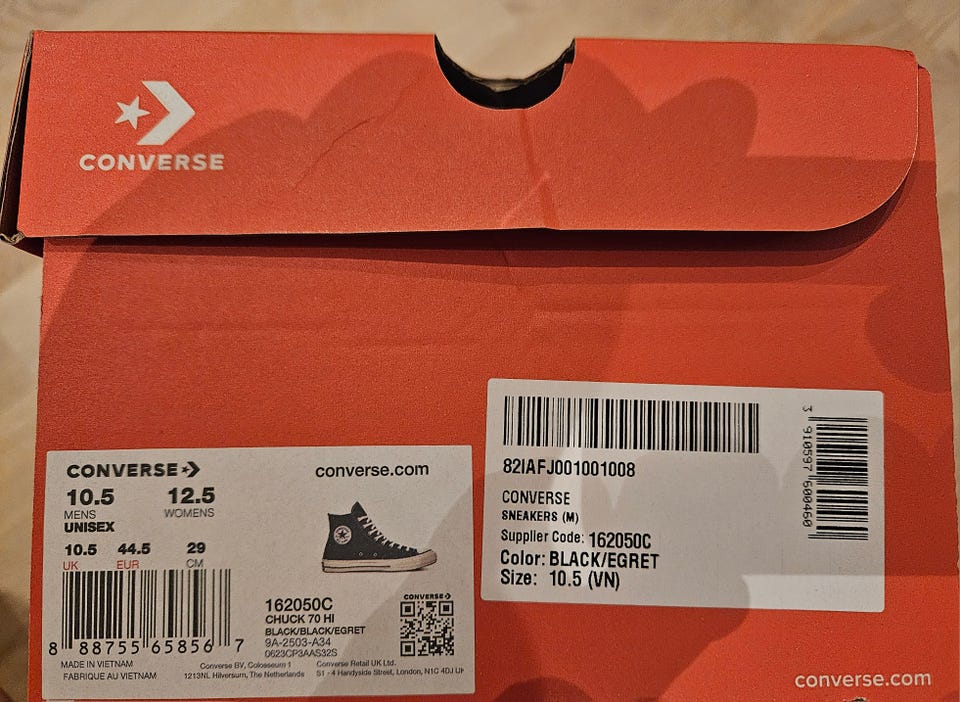 CONVERSE
CONVERSE
converse.com
10.5 12.5
MENS WOMENS
UNISEX
10.5 44.5 29
UK EUR CM
162050C
CHUCK 70 HI
BLACK/BLACK/EGRET
9A-2503-A34
0623CP3AAS32S
CONVERSE
8 88755 65856 7
MADE IN VIETNAM
FABRIQUE AU VIETNAM
Converse BV, Colosseum 1
1213NL Hilversum, The Netherlands
Converse Retail UK Ltd.
S1 - 4 Handyside Street, London, N1C 4DJ
82IAFJ001001008
CONVERSE
SNEAKERS (M)
Supplier Code: 162050C
Color: BLACK/EGRET
Size: 10.5 (VN)
3 910597 600460
converse.com